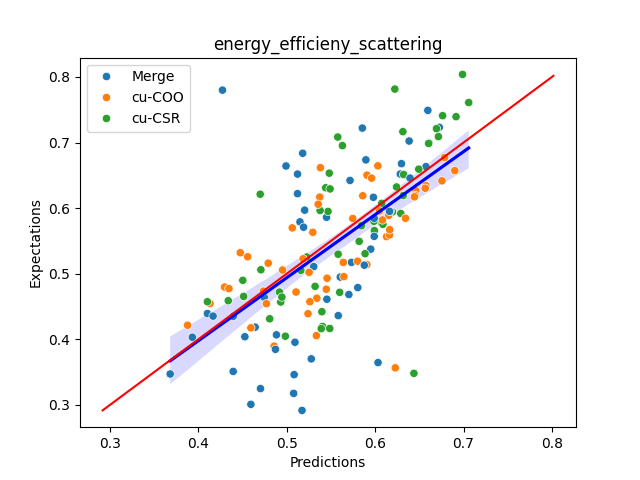 energy_efficieny_scattering
Merge
cu-COO
cu-CSR
Expectations
0.8
0.7
0.6
0.5
0.4
0.3
0.3 0.4 0.5 0.6 0.7 0.8
Predictions